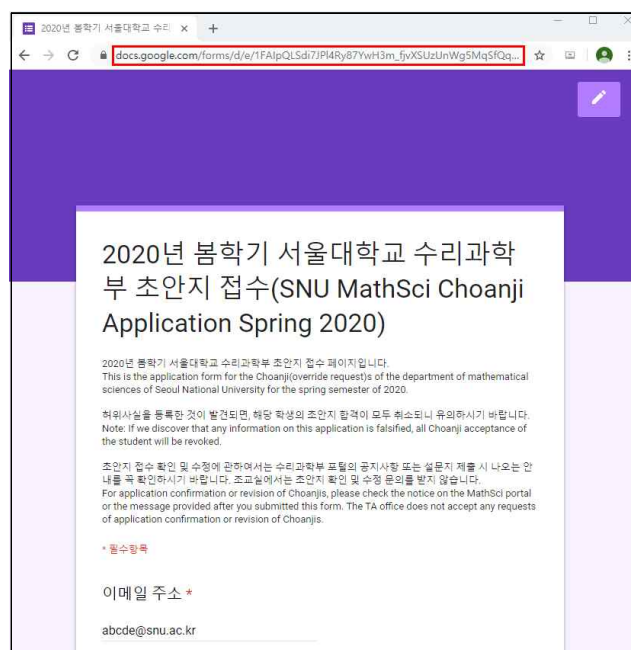 2020년 봄학기 서울대학교 수리
docs.google.com/forms/d/e/1FAIpQLSdi7JPl4Ry87YwH3m_fjvXSUzUnWg5MqSfQq...
2020년 봄학기 서울대학교 수리과학
부 초안지 접수(SNU MathSci Choanji
Application Spring 2020)
2020년 봄학기 서울대학교 수리과학부 초안지 접수 페이지입니다.
This is the application form for the Choanji(override request)s of the department of mathematical
sciences of Seoul National University for the spring semester of 2020.
허위사실을 등록한 것이 발견되면, 해당 학생의 초안지 합격이 모두 취소되니 유의하시기 바랍니다.
Note: If we discover that any information on this application is falsified, all Choanji acceptance of
the student will be revoked.
초안지 접수 확인 및 수정에 관하여서는 수리과학부 포털의 공지사항 또는 설문지 제출 시 나오는 안
내를 꼭 확인하시기 바랍니다. 조교실에서는 초안지 확인 및 수정 문의를 받지 않습니다.
For application confirmation or revision of Choanjis, please check the notice on the MathSci portal
or the message provided after you submitted this form. The TA office does not accept any requests
of application confirmation or revision of Choanjis.
* 필수항목
이메일 주소 *
abcde@snu.ac.kr